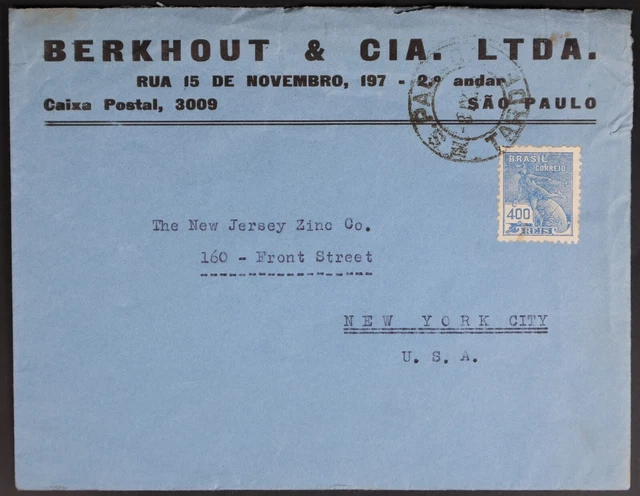 BERKHOUT & CIA. LTDA.
RUA 15 DE NOVEMBRO, 197 - 2.º andar
Caixa Postal, 3009 SÃO PAULO
TARDE
BRASIL
CORREIO
400
REIS
The New Jersey Zinc Co.
160 - Front Street
NEW YORK CITY
U. S. A.